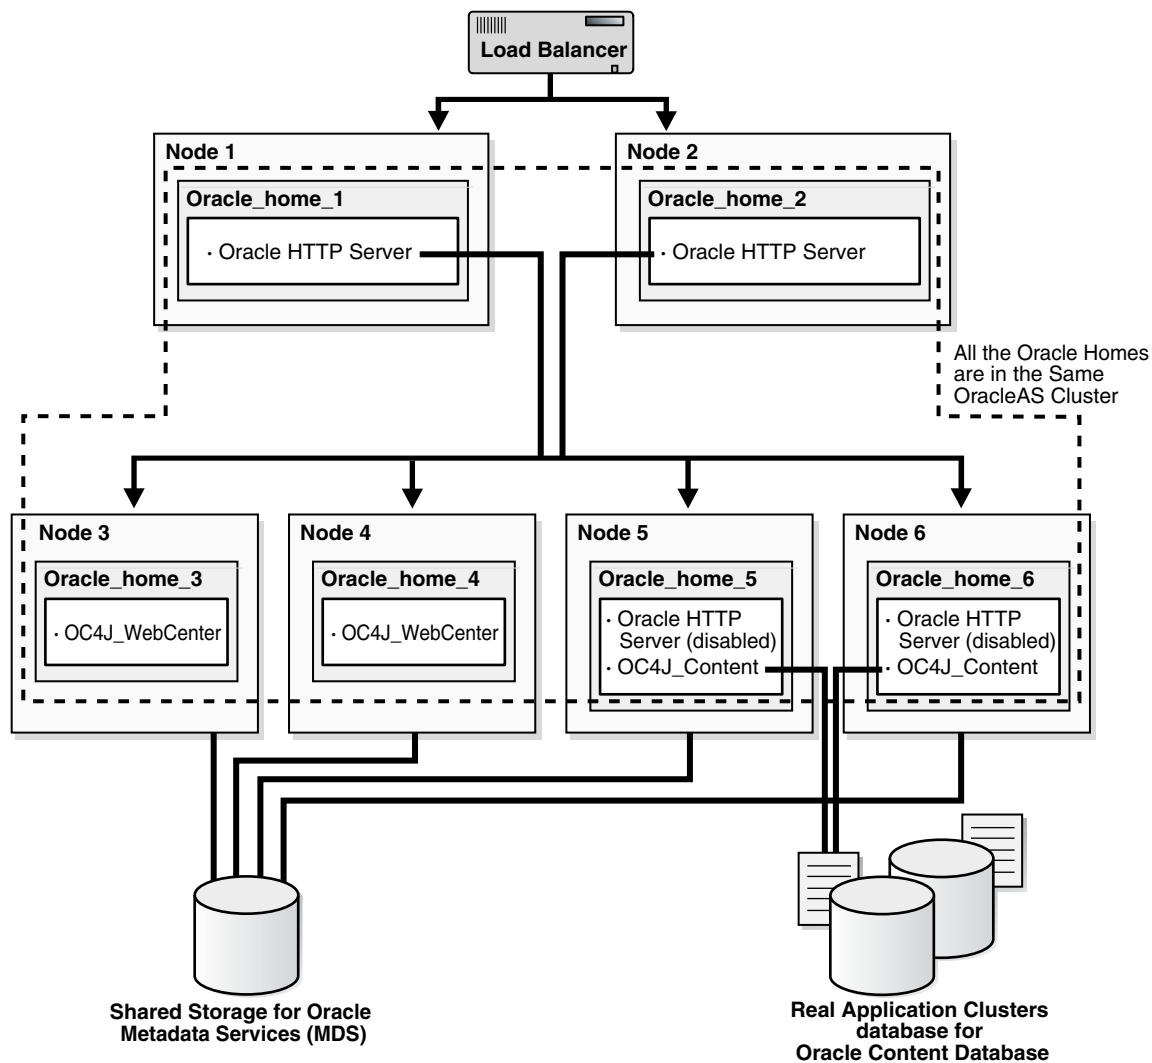 Load Balancer
Node 1
Oracle_home_1
· Oracle HTTP Server
Node 2
Oracle_home_2
· Oracle HTTP Server
All the Oracle Homes
are in the Same
OracleAS Cluster
Node 3
Oracle_home_3
· OC4J_WebCenter
Node 4
Oracle_home_4
· OC4J_WebCenter
Node 5
Oracle_home_5
· Oracle HTTP
Server (disabled)
· OC4J_Content
Node 6
Oracle_home_6
· Oracle HTTP
Server (disabled)
· OC4J_Content
Shared Storage for Oracle
Metadata Services (MDS)
Real Application Clusters
database for
Oracle Content Database